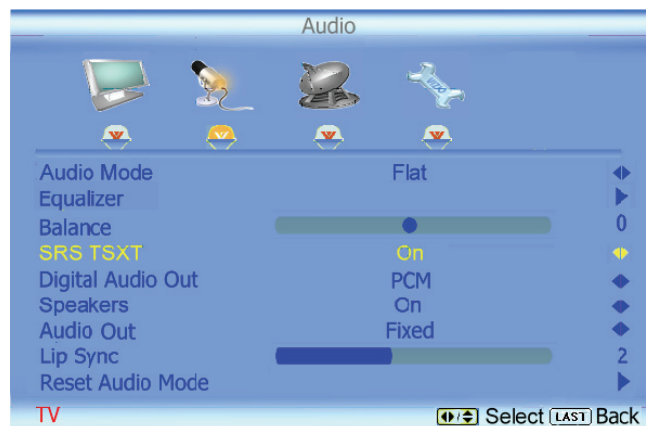 Audio
VIZIO
Audio Mode Flat
Equalizer
Balance 0
SRS TSXT On
Digital Audio Out PCM
Speakers On
Audio Out Fixed
Lip Sync 2
Reset Audio Mode
TV Select LAST Back